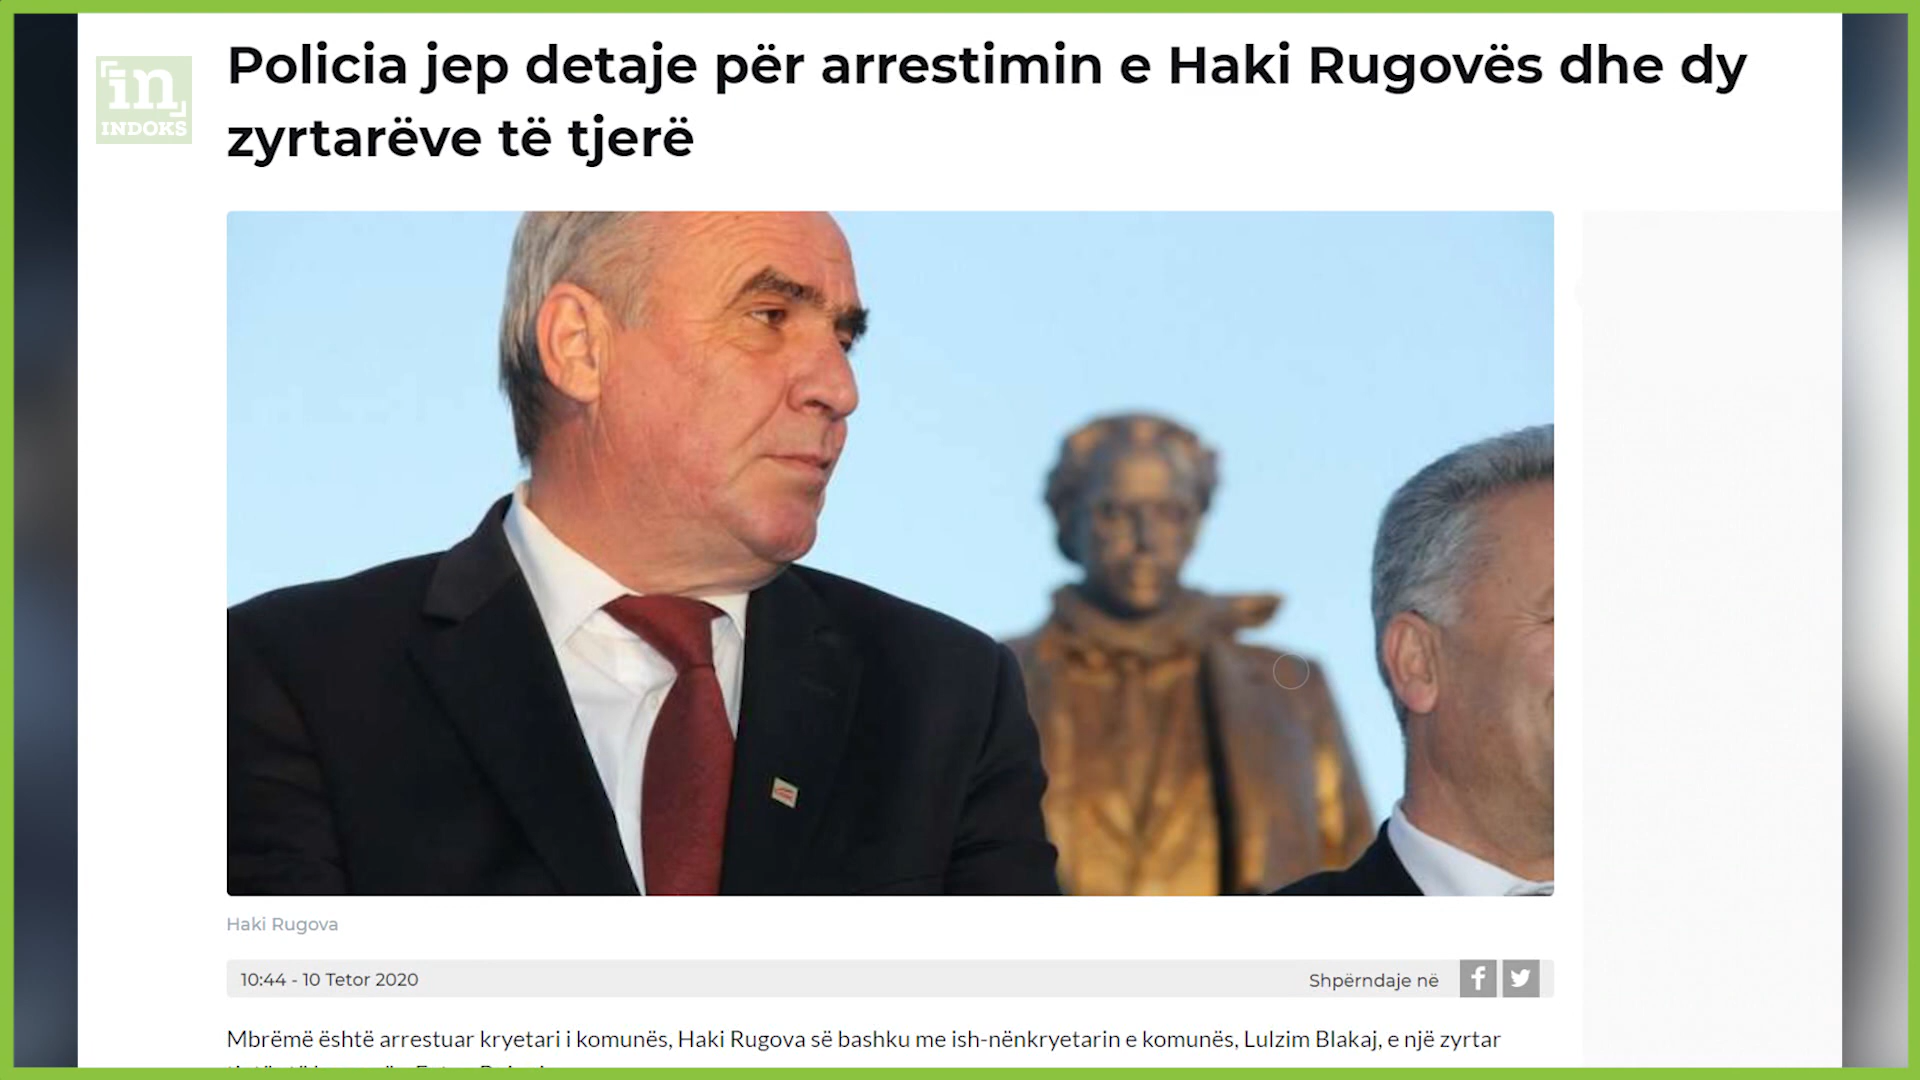 in
INDOKS
Policia jep detaje për arrestimin e Haki Rugovës dhe dy
zyrtarëve të tjerë
Haki Rugova
10:44 - 10 Tetor 2020
Shpërndaje në
Mbrëmë është arrestuar kryetari i komunës, Haki Rugova së bashku me ish-nënkryetarin e komunës, Lulzim Blakaj, e një zyrtar